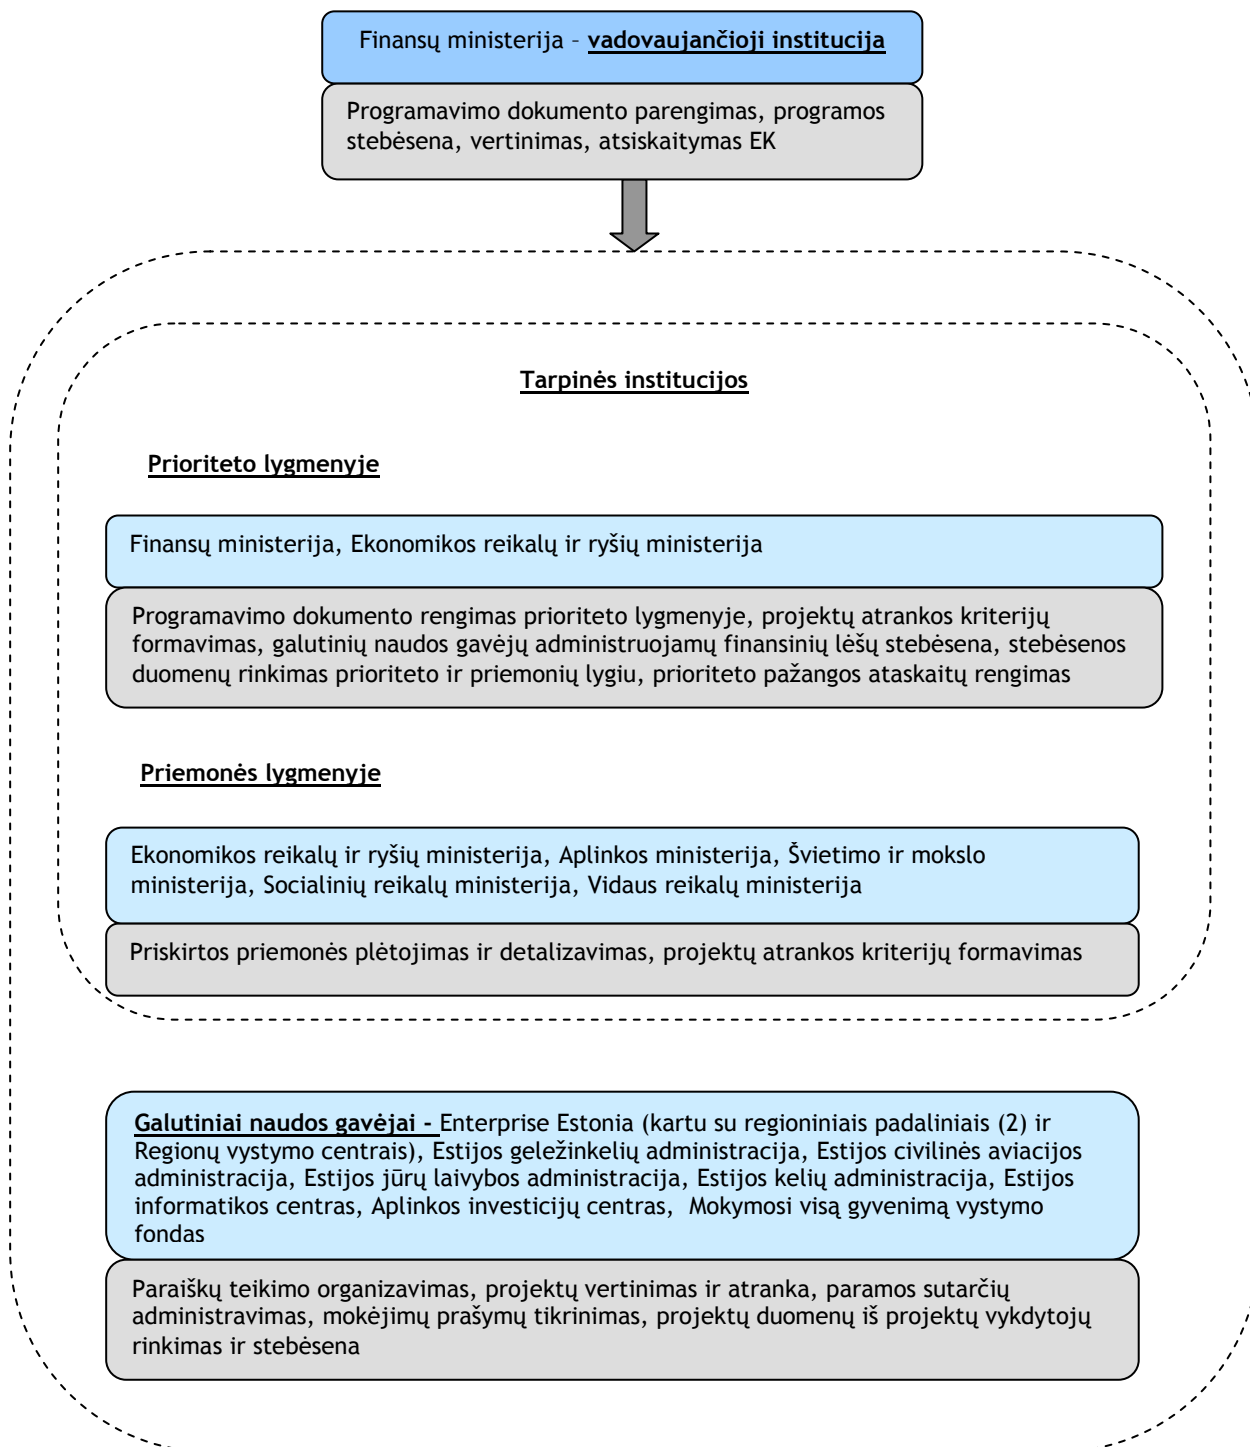 Finansų ministerija – vadovaujančioji institucija
Programavimo dokumento parengimas, programos
stebėsena, vertinimas, atsiskaitymas EK
Tarpinės institucijos
Prioriteto lygmenyje
Finansų ministerija, Ekonomikos reikalų ir ryšių ministerija
Programavimo dokumento rengimas prioriteto lygmenyje, projektų atrankos kriterijų
formavimas, galutinių naudos gavėjų administruojamų finansinių lėšų stebėsena, stebėsenos
duomenų rinkimas prioriteto ir priemonių lygiu, prioriteto pažangos ataskaitų rengimas
Priemonės lygmenyje
Ekonomikos reikalų ir ryšių ministerija, Aplinkos ministerija, Švietimo ir mokslo
ministerija, Socialinių reikalų ministerija, Vidaus reikalų ministerija
Priskirtos priemonės plėtojimas ir detalizavimas, projektų atrankos kriterijų formavimas
Galutiniai naudos gavėjai - Enterprise Estonia (kartu su regioniniais padaliniais (2) ir
Regionų vystymo centrais), Estijos geležinkelių administracija, Estijos civilinės aviacijos
administracija, Estijos jūrų laivybos administracija, Estijos kelių administracija, Estijos
informatikos centras, Aplinkos investicijų centras, Mokymosi visą gyvenimą vystymo
fondas
Paraiškų teikimo organizavimas, projektų vertinimas ir atranka, paramos sutarčių
administravimas, mokėjimų prašymų tikrinimas, projektų duomenų iš projektų vykdytojų
rinkimas ir stebėsena